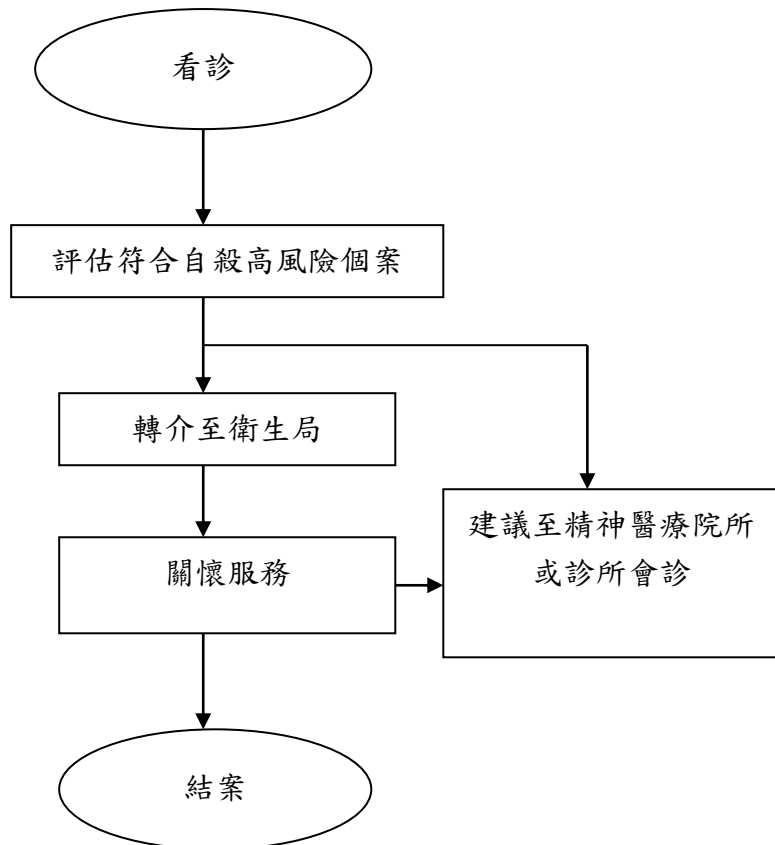 看診
評估符合自殺高風險個案
轉介至衛生局
關懷服務
建議至精神醫療院所
或診所會診
結案